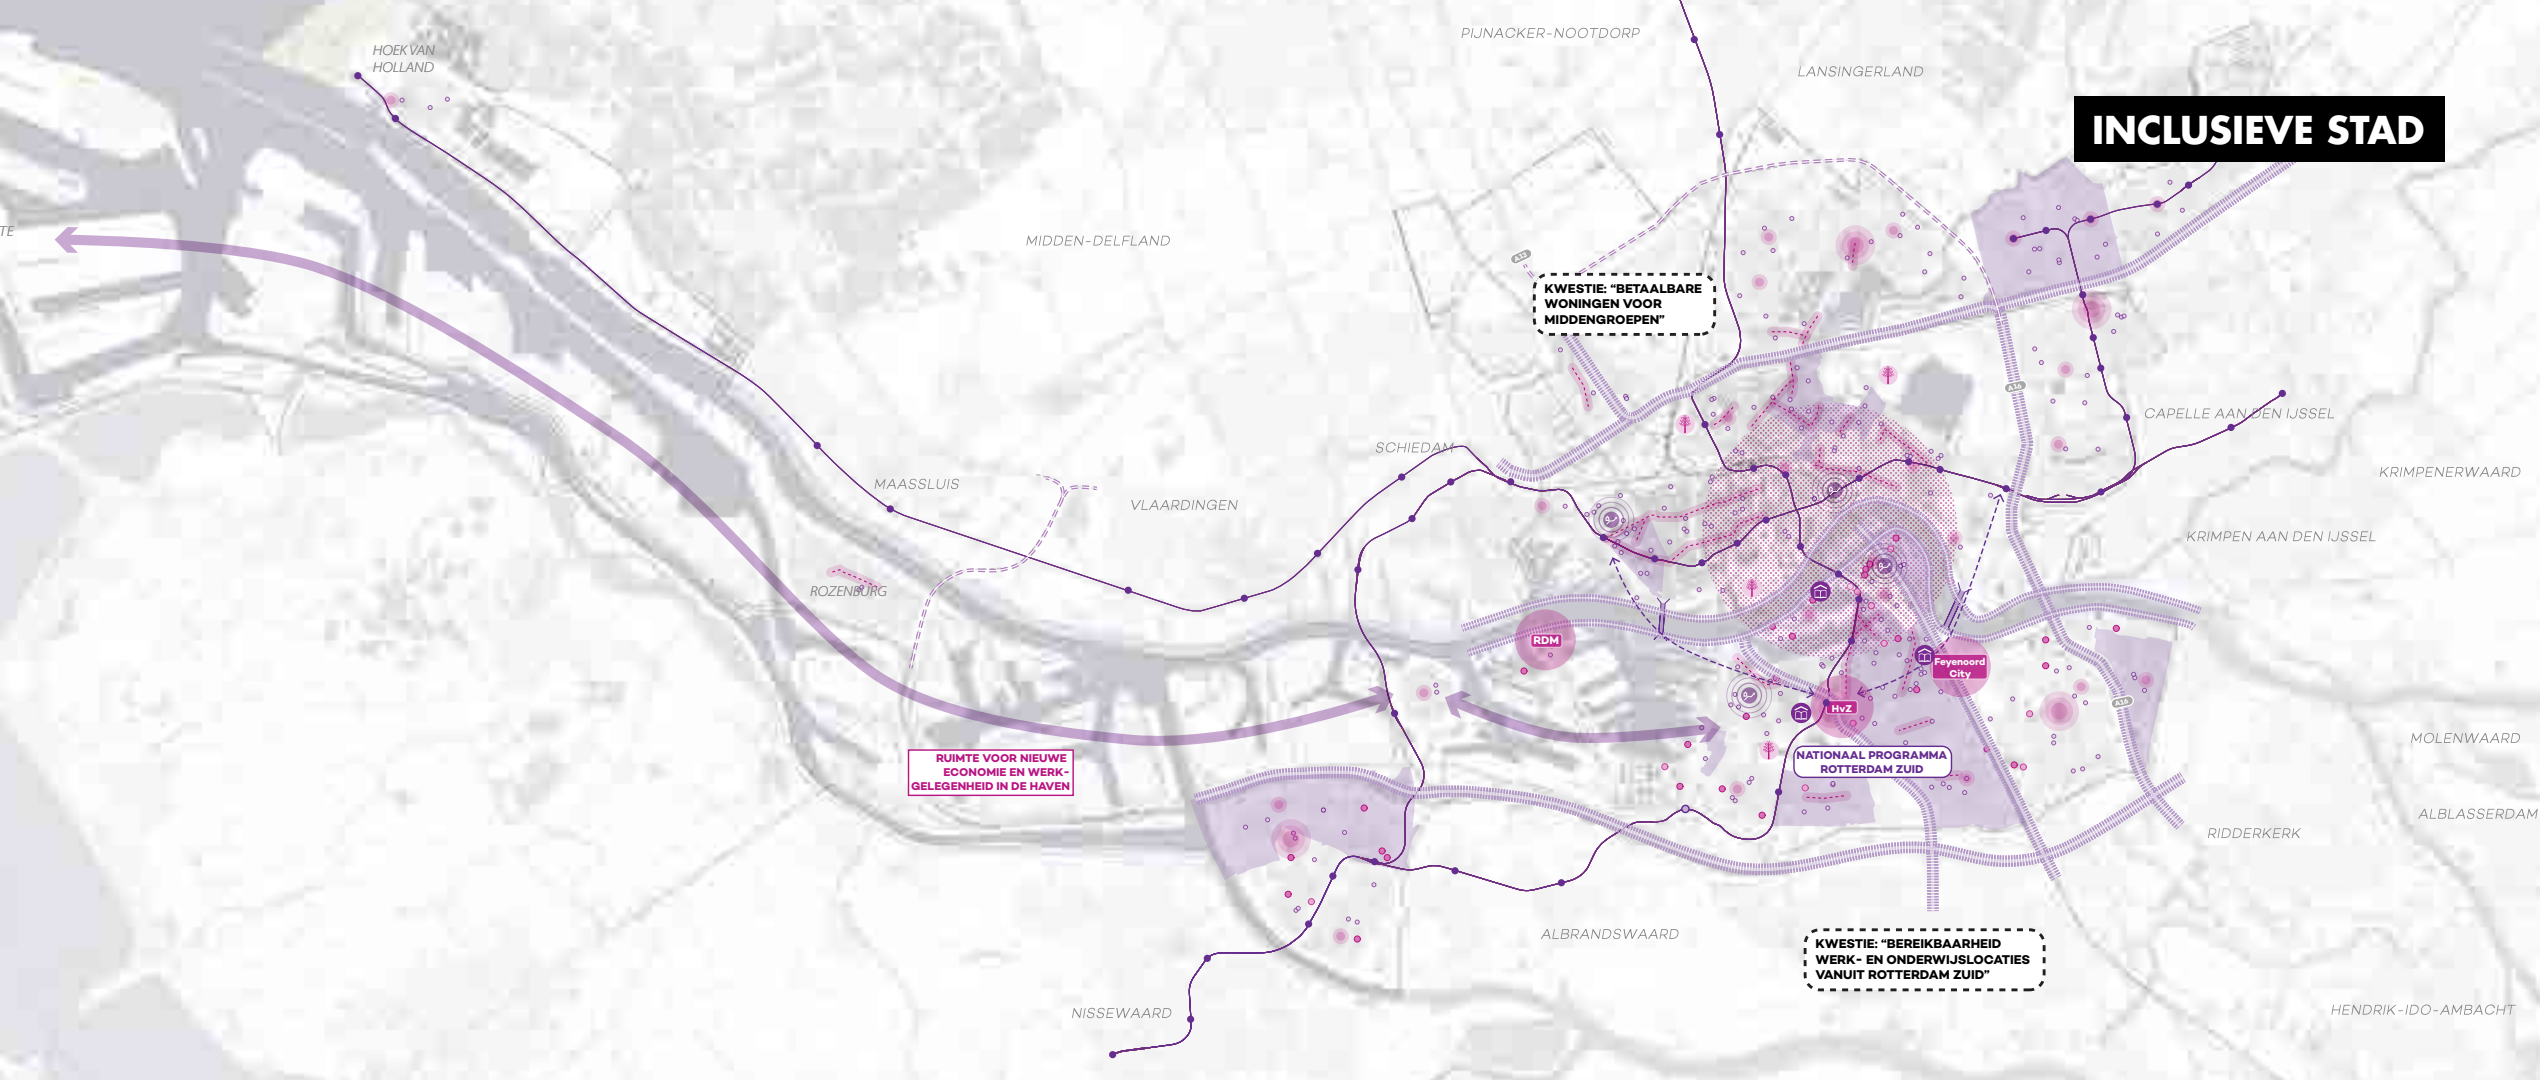 PIJNACKER-NOOTDORP
HOEK VAN
HOLLAND
LANSINGERLAND
INCLUSIEVE STAD
TE
MIDDEN-DELFLAND
A13
KWESTIE: “BETAALBARE
WONINGEN VOOR
MIDDENGROEPEN”
A16
CAPELLE AAN DEN IJSSEL
SCHIEDAM
KRIMPENERWAARD
MAASSLUIS
VLAARDINGEN
KRIMPEN AAN DEN IJSSEL
ROZENBURG
RDM
Feyenoord
City
HvZ
MOLENWAARD
RUIMTE VOOR NIEUWE
ECONOMIE EN WERK-
GELEGENHEID IN DE HAVEN
NATIONAAL PROGRAMMA
ROTTERDAM ZUID
ALBLASSERDAM
RIDDERKERK
ALBRANDSWAARD
KWESTIE: “BEREIKBAARHEID
WERK- EN ONDERWIJSLOCATIES
VANUIT ROTTERDAM ZUID”
NISSEWAARD
HENDRIK-IDO-AMBACHT